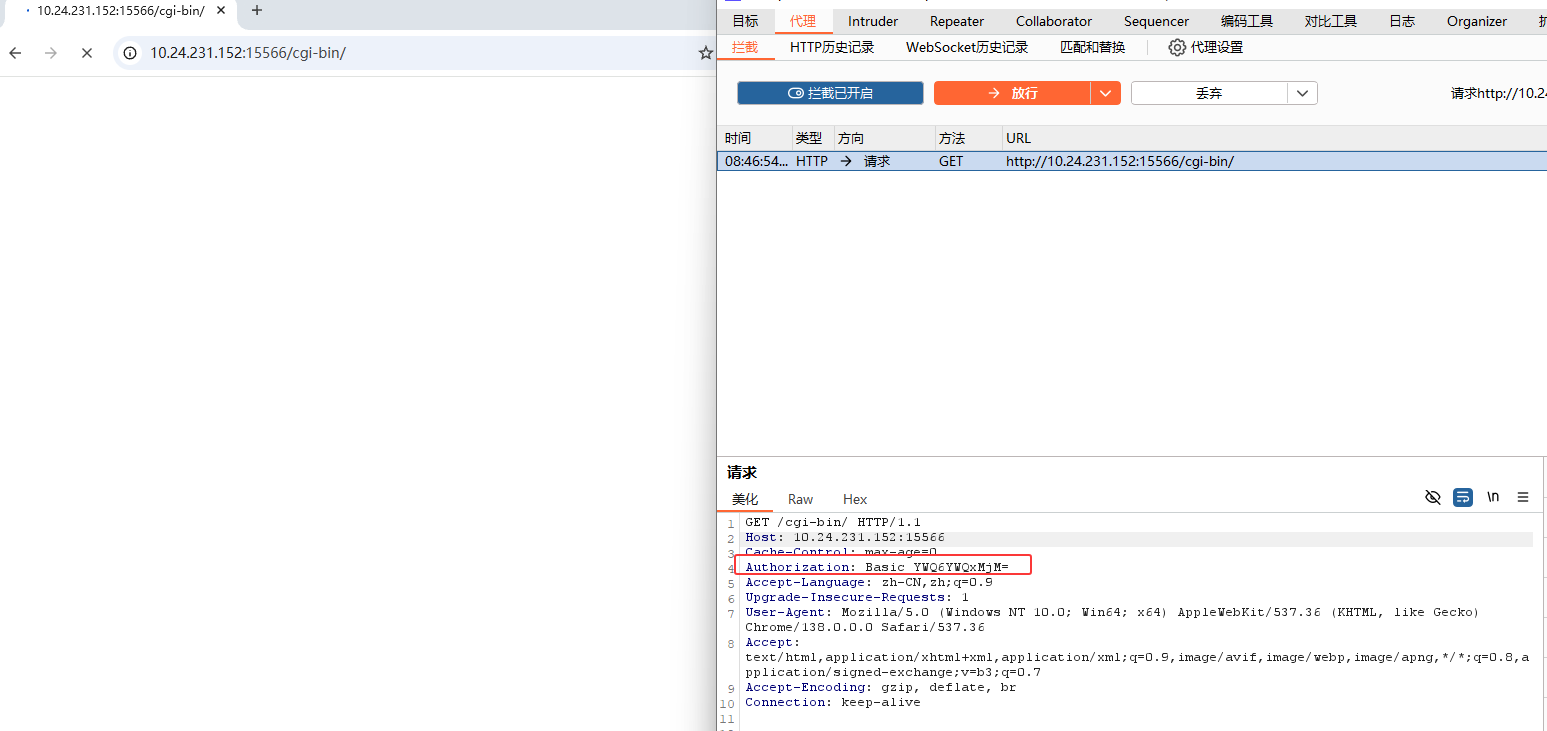 10.24.231.152:15566/cgi-bin/
10.24.231.152:15566/cgi-bin/
目标 代理 Intruder Repeater Collaborator Sequencer 编码工具 对比工具 日志 Organizer
拦截 HTTP历史记录 WebSocket历史记录 匹配和替换 代理设置
拦截已开启 放行 丢弃 请求http://10.2
时间 类型 方向 方法 URL
08:46:54... HTTP 请求 GET http://10.24.231.152:15566/cgi-bin/
请求
美化 Raw Hex \n
1 GET /cgi-bin/ HTTP/1.1
2 Host: 10.24.231.152:15566
3 Cache-Control: max-age=0
4 Authorization: Basic YWQ6YWQxMjM=
5 Accept-Language: zh-CN,zh;q=0.9
6 Upgrade-Insecure-Requests: 1
7 User-Agent: Mozilla/5.0 (Windows NT 10.0; Win64; x64) AppleWebKit/537.36 (KHTML, like Gecko)
Chrome/138.0.0.0 Safari/537.36
8 Accept:
text/html,application/xhtml+xml,application/xml;q=0.9,image/avif,image/webp,image/apng,*/*;q=0.8,a
pplication/signed-exchange;v=b3;q=0.7
9 Accept-Encoding: gzip, deflate, br
10 Connection: keep-alive
11